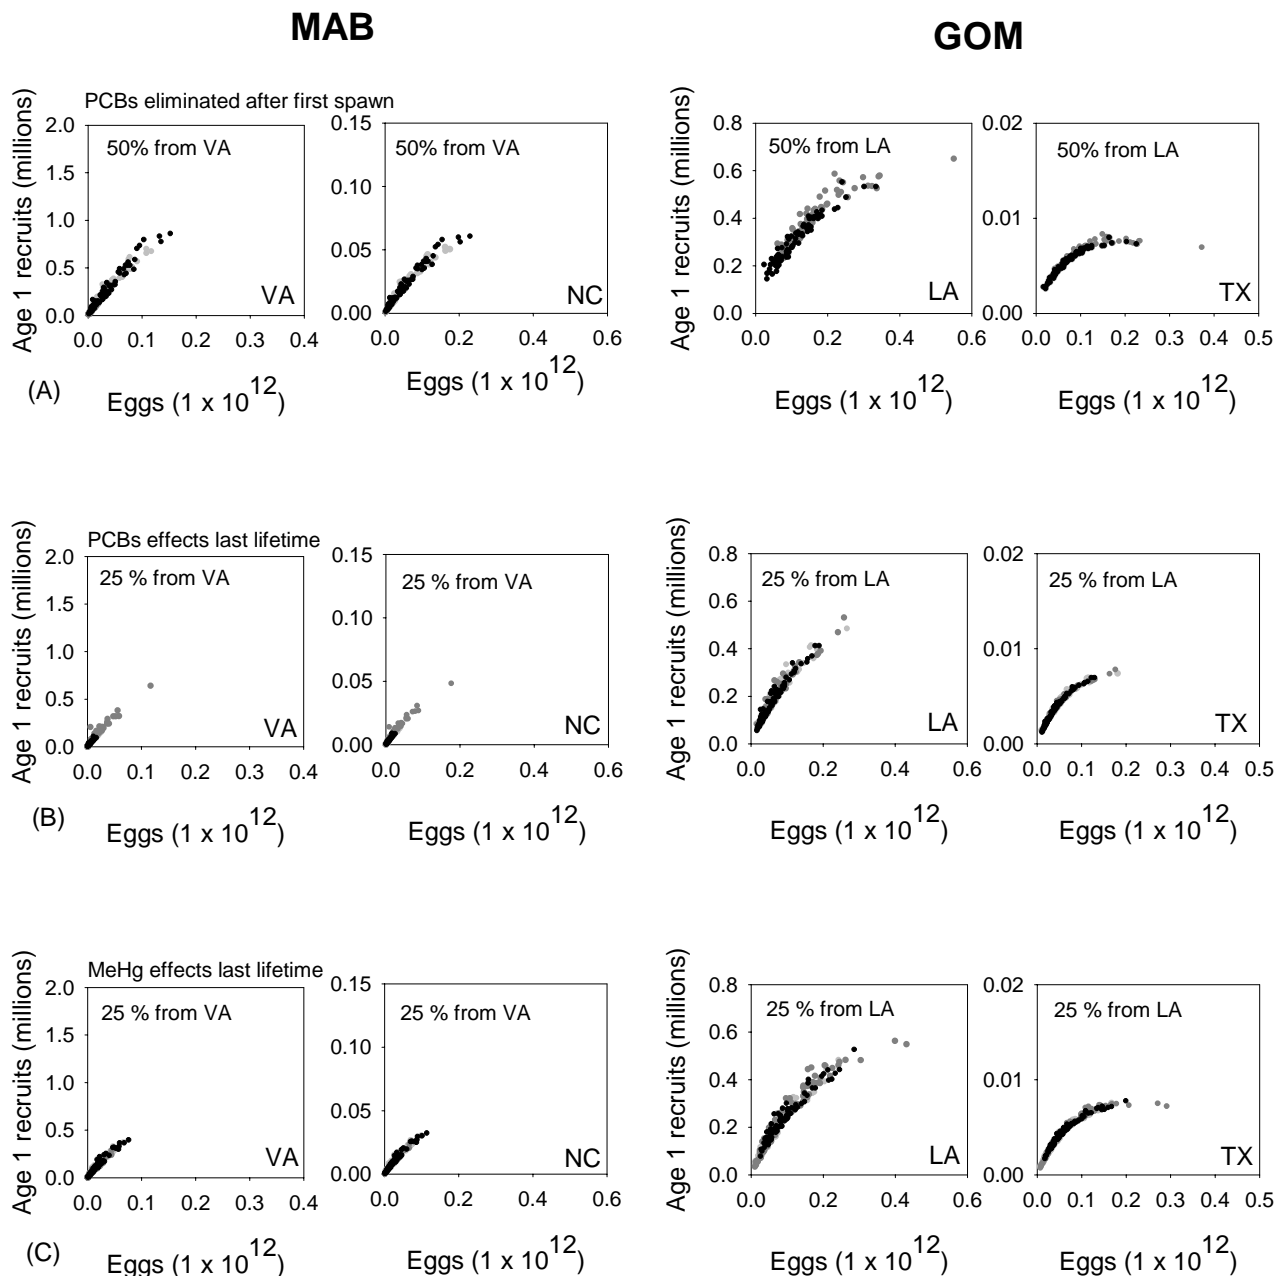 MAB
GOM
PCBs eliminated after first spawn
Age 1 recruits (millions)
2.0
1.5
1.0
0.5
0.0
50% from VA
VA
0.0 0.1 0.2 0.3 0.4
Eggs (1 x 10^12)
0.15
0.10
0.05
0.00
50% from VA
NC
0.0 0.2 0.4 0.6
Eggs (1 x 10^12)
Age 1 recruits (millions)
0.8
0.6
0.4
0.2
0.0
50% from LA
LA
0.0 0.2 0.4 0.6
Eggs (1 x 10^12)
0.02
0.01
0.00
50% from LA
TX
0.0 0.1 0.2 0.3 0.4 0.5
Eggs (1 x 10^12)
(A)
PCBs effects last lifetime
Age 1 recruits (millions)
2.0
1.5
1.0
0.5
0.0
25 % from VA
VA
0.0 0.1 0.2 0.3 0.4
Eggs (1 x 10^12)
0.15
0.10
0.05
0.00
25 % from VA
NC
0.0 0.2 0.4 0.6
Eggs (1 x 10^12)
Age 1 recruits (millions)
0.8
0.6
0.4
0.2
0.0
25 % from LA
LA
0.0 0.2 0.4 0.6
Eggs (1 x 10^12)
0.02
0.01
0.00
25 % from LA
TX
0.0 0.1 0.2 0.3 0.4 0.5
Eggs (1 x 10^12)
(B)
MeHg effects last lifetime
Age 1 recruits (millions)
2.0
1.5
1.0
0.5
0.0
25 % from VA
VA
0.0 0.1 0.2 0.3 0.4
Eggs (1 x 10^12)
0.15
0.10
0.05
0.00
25 % from VA
NC
0.0 0.2 0.4 0.6
Eggs (1 x 10^12)
Age 1 recruits (millions)
0.8
0.6
0.4
0.2
0.0
25 % from LA
LA
0.0 0.2 0.4 0.6
Eggs (1 x 10^12)
0.02
0.01
0.00
25 % from LA
TX
0.0 0.1 0.2 0.3 0.4 0.5
Eggs (1 x 10^12)
(C)